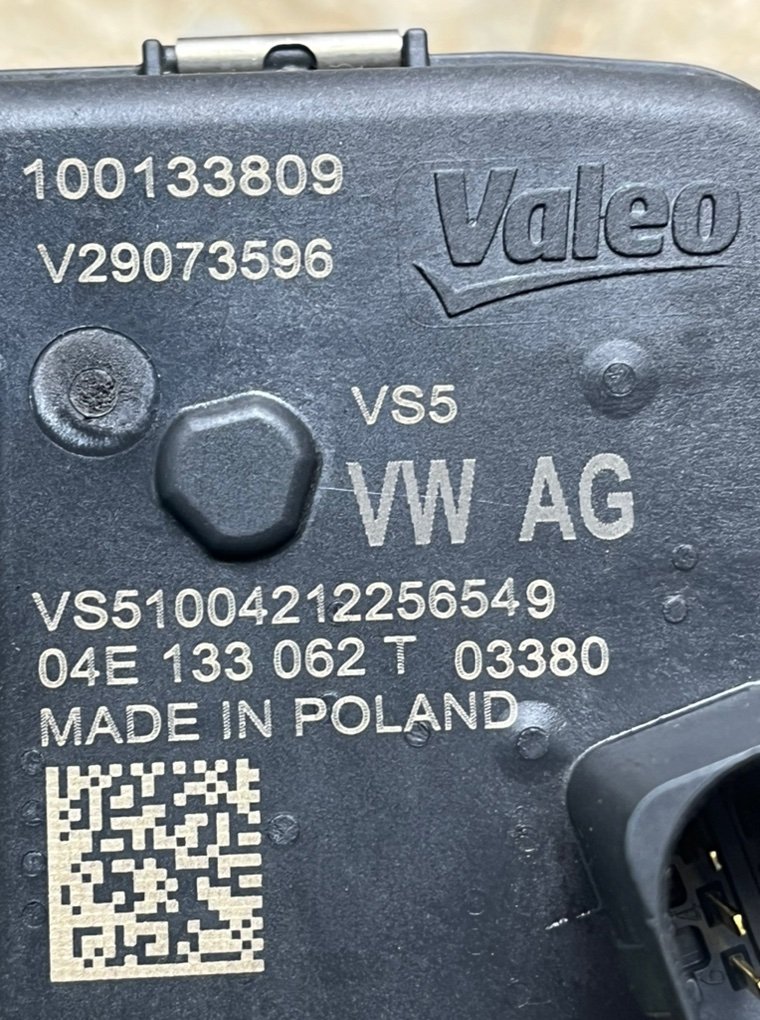 100133809
Valeo
V29073596
VS5
VW AG
VS51004212256549
04E 133 062 T 03380
MADE IN POLAND